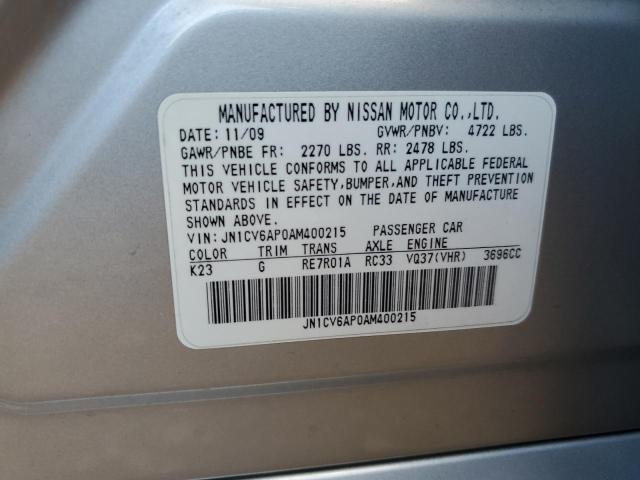 MANUFACTURED BY NISSAN MOTOR CO.,LTD.
DATE: 11/09 GVWR/PNBV: 4722 LBS.
GAWR/PNBE FR: 2270 LBS. RR: 2478 LBS.
THIS VEHICLE CONFORMS TO ALL APPLICABLE FEDERAL
MOTOR VEHICLE SAFETY,BUMPER,AND THEFT PREVENTION
STANDARDS IN EFFECT ON THE DATE OF MANUFACTURE
SHOWN ABOVE.
VIN: JN1CV6AP0AM400215 PASSENGER CAR
COLOR TRIM TRANS AXLE ENGINE
K23 G RE7R01A RC33 VQ37(VHR) 3696CC
JN1CV6AP0AM400215